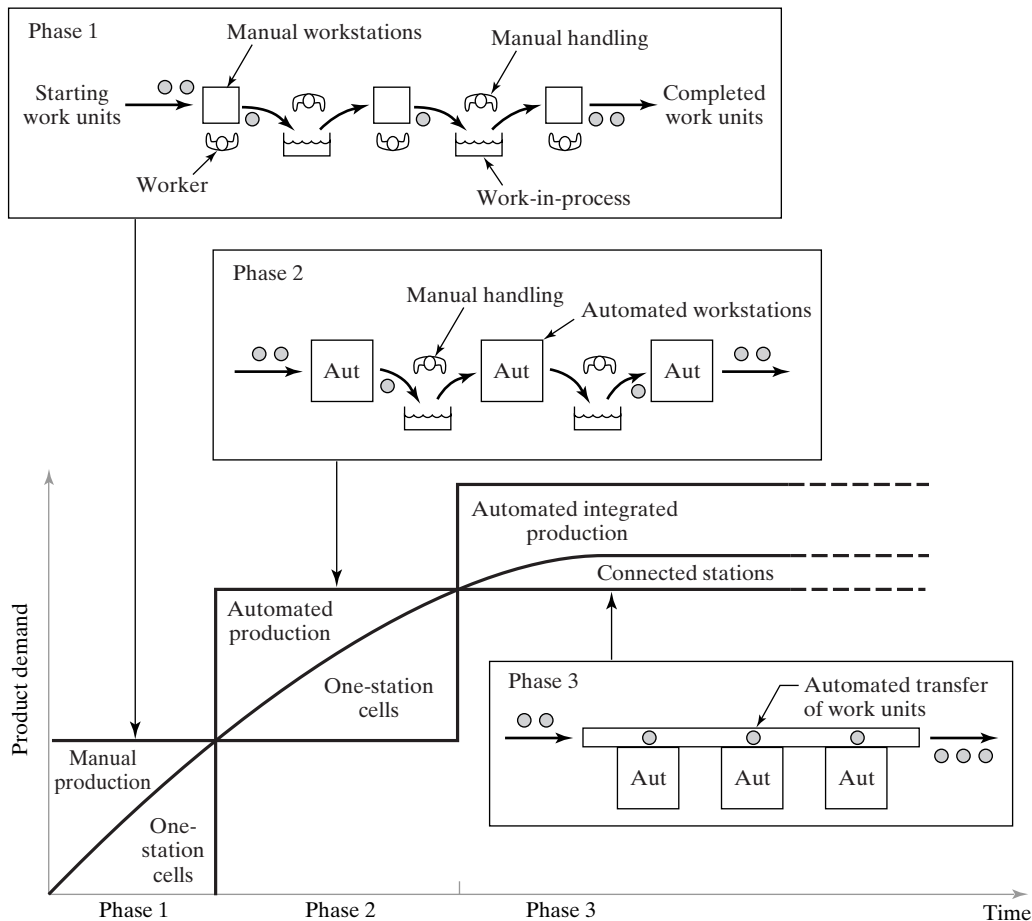 Phase 1
Manual workstations
Manual handling
Starting
work units
Completed
work units
Worker
Work-in-process
Phase 2
Manual handling
Automated workstations
Aut
Aut
Aut
Automated integrated
production
Connected stations
Automated
production
One-station
cells
Product demand
Manual
production
One-
station
cells
Phase 3
Automated transfer
of work units
Aut
Aut
Aut
Phase 1
Phase 2
Phase 3
Time